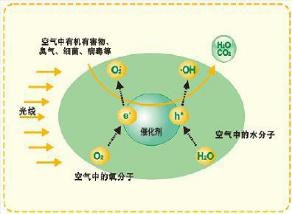 空气中有机有害物、
臭气、细菌、病毒等
H₂O
CO₂
O₂⁻
·OH
光线
e⁻
催化剂
h⁺
空气中的水分子
O₂
H₂O
空气中的氧分子